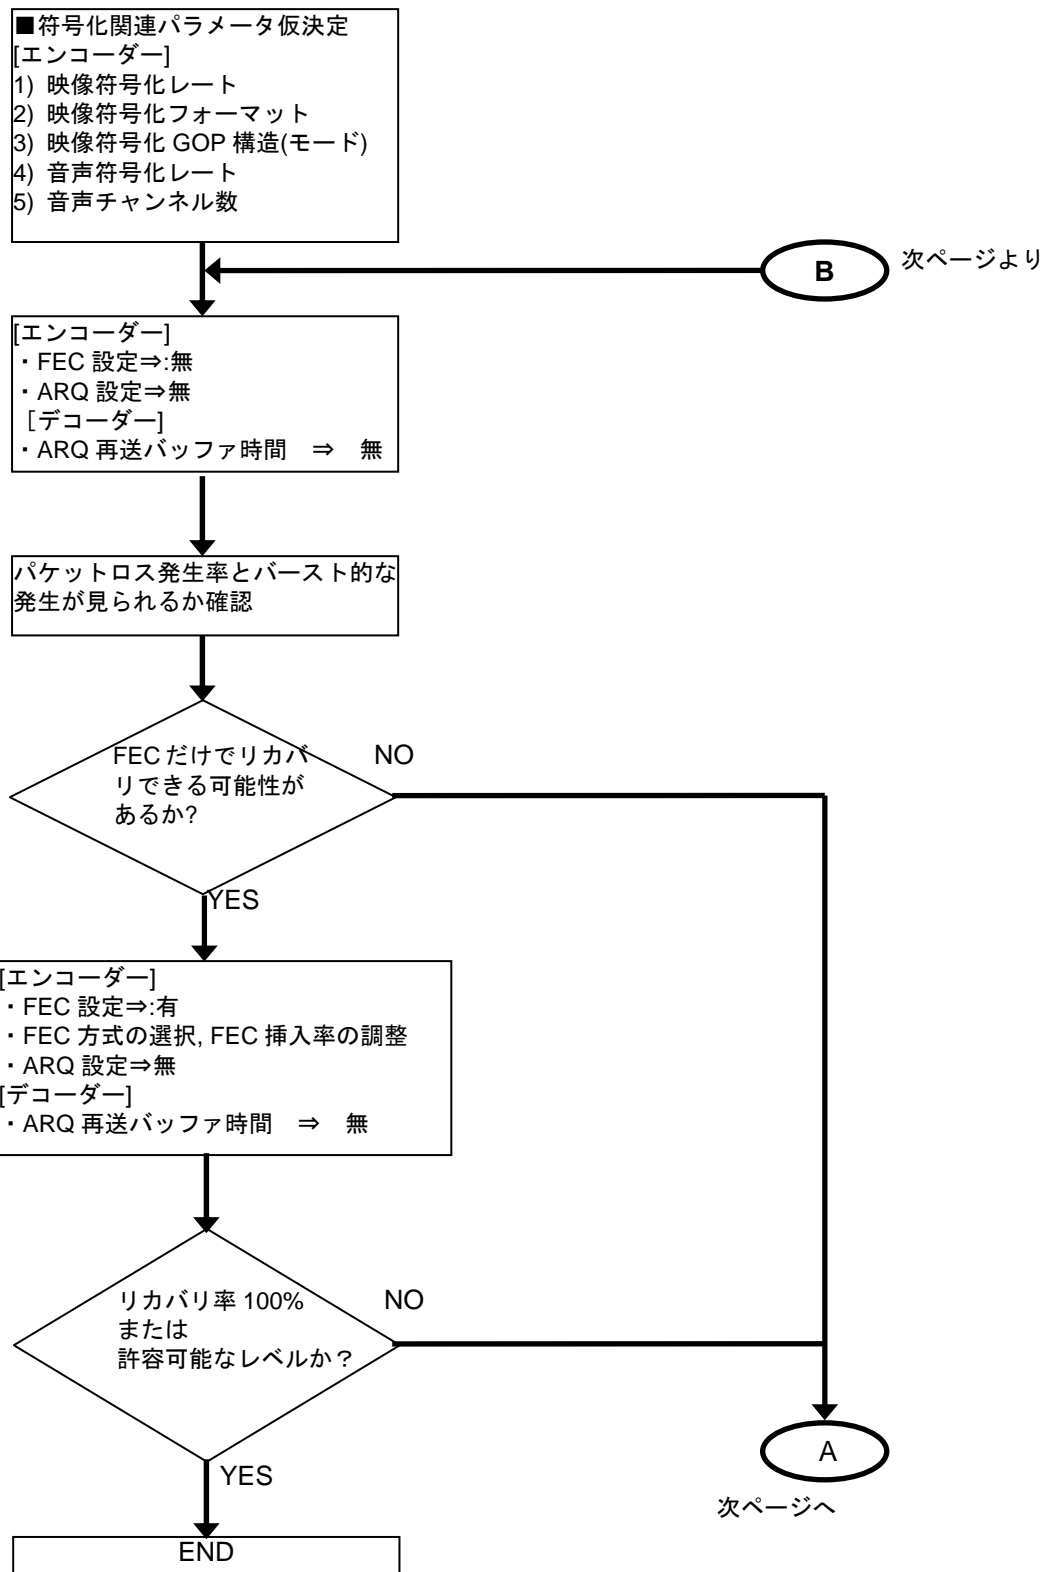 ■符号化関連パラメータ仮決定
[エンコーダー]
1) 映像符号化レート
2) 映像符号化フォーマット
3) 映像符号化 GOP 構造(モード)
4) 音声符号化レート
5) 音声チャンネル数
B
次ページより
[エンコーダー]
・FEC 設定⇒:無
・ARQ 設定⇒無
［デコーダー]
・ARQ 再送バッファ時間　⇒　無
パケットロス発生率とバースト的な
発生が見られるか確認
FEC だけでリカバ
リできる可能性が
あるか?
NO
YES
[エンコーダー]
・FEC 設定⇒:有
・FEC 方式の選択, FEC 挿入率の調整
・ARQ 設定⇒無
[デコーダー]
・ARQ 再送バッファ時間　⇒　無
リカバリ率 100%
または
許容可能なレベルか？
NO
YES
A
次ページへ
END